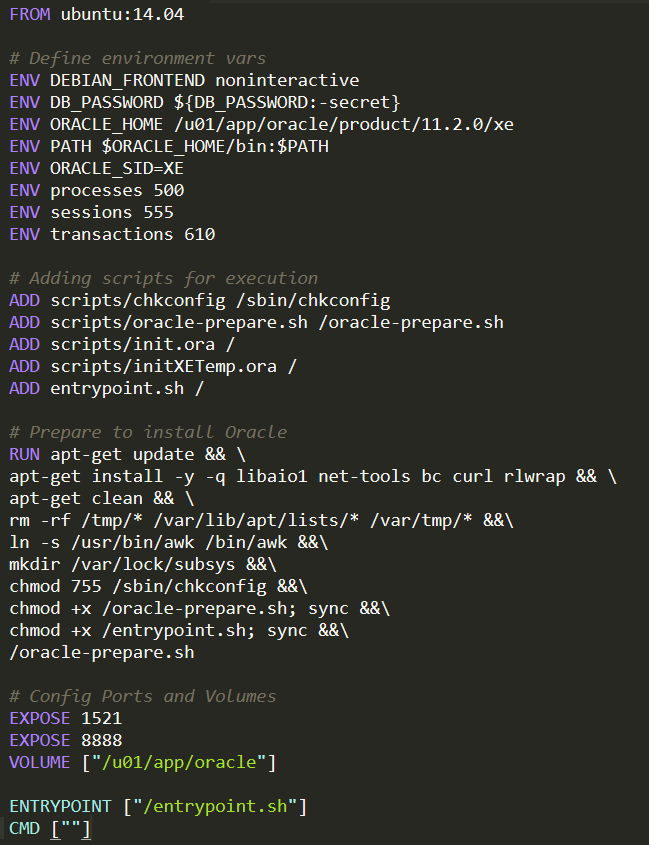 FROM ubuntu:14.04
# Define environment vars
ENV DEBIAN_FRONTEND noninteractive
ENV DB_PASSWORD ${DB_PASSWORD:-secret}
ENV ORACLE_HOME /u01/app/oracle/product/11.2.0/xe
ENV PATH $ORACLE_HOME/bin:$PATH
ENV ORACLE_SID=XE
ENV processes 500
ENV sessions 555
ENV transactions 610
# Adding scripts for execution
ADD scripts/chkconfig /sbin/chkconfig
ADD scripts/oracle-prepare.sh /oracle-prepare.sh
ADD scripts/init.ora /
ADD scripts/initXETemp.ora /
ADD entrypoint.sh /
# Prepare to install Oracle
RUN apt-get update && \
apt-get install -y -q libaio1 net-tools bc curl rlwrap && \
apt-get clean && \
rm -rf /tmp/* /var/lib/apt/lists/* /var/tmp/* &&\
ln -s /usr/bin/awk /bin/awk &&\
mkdir /var/lock/subsys &&\
chmod 755 /sbin/chkconfig &&\
chmod +x /oracle-prepare.sh; sync &&\
chmod +x /entrypoint.sh; sync &&\
/oracle-prepare.sh
# Config Ports and Volumes
EXPOSE 1521
EXPOSE 8888
VOLUME ["/u01/app/oracle"]
ENTRYPOINT ["/entrypoint.sh"]
CMD [""]